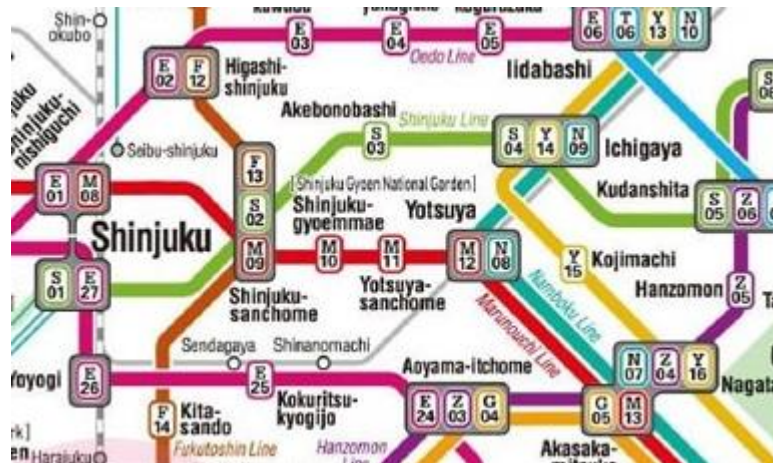 Shin-
okubo
E
03
E
04
E
05
E
06
T
06
Y
13
N
10
Oedo Line
Iidabashi
E
02
F
12
Higashi-
shinjuku
Akebonobashi
Shinjuku Line
S
03
S
04
Y
14
N
09
Ichigaya
nishiguchi
Seibu-shinjuku
F
13
S
02
M
09
[Shinjuku Gyoen National Garden]
Shinjuku-
gyoemmae
Yotsuya
Kudanshita
S
05
Z
06
E
01
M
08
Shinjuku
M
10
M
11
M
12
N
08
Y
15
Kojimachi
Hanzomon
Z
05
S
01
E
27
Shinjuku-
sanchome
Yotsuya-
sanchome
Namboku Line
Marunouchi Line
Sendagaya
Shinanomachi
Aoyama-itchome
N
07
Z
04
Y
16
E
26
E
25
Kokuritsu-
kyogijo
E
24
Z
03
G
04
G
05
M
13
F
14
Kita-
sando
Fukutoshin Line
Hanzomon
Akasaka-
Harajuku